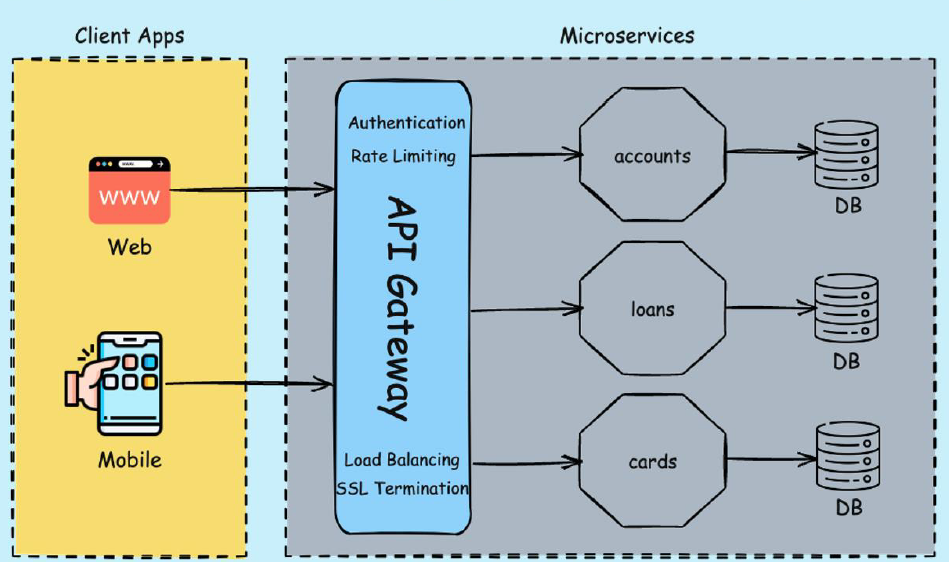 Client Apps
Microservices
www
Web
Mobile
Authentication
Rate Limiting
API Gateway
Load Balancing
SSL Termination
accounts
DB
loans
DB
cards
DB